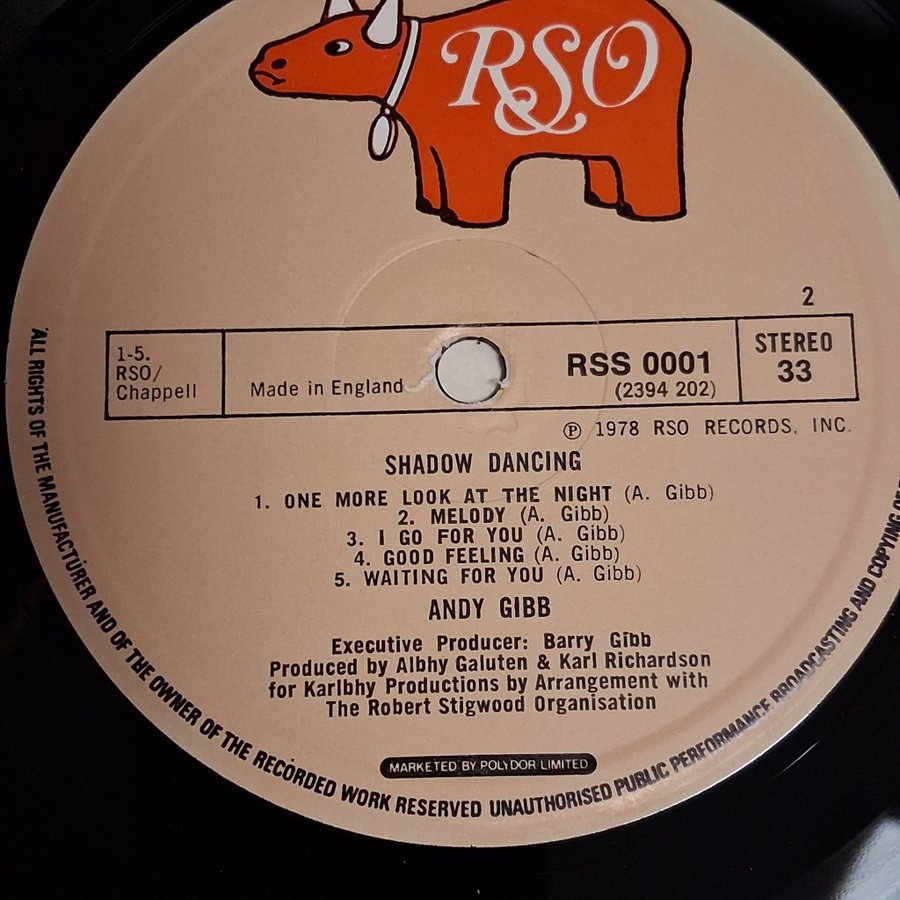 RSO
2
1-5.
RSO/
Chappell
Made in England
RSS 0001
(2394 202)
STEREO
33
℗ 1978 RSO RECORDS, INC.
SHADOW DANCING
1. ONE MORE LOOK AT THE NIGHT (A. Gibb)
2. MELODY (A. Gibb)
3. I GO FOR YOU (A. Gibb)
4. GOOD FEELING (A. Gibb)
5. WAITING FOR YOU (A. Gibb)
ANDY GIBB
Executive Producer: Barry Gibb
Produced by Albhy Galuten & Karl Richardson
for Karlbhy Productions by Arrangement with
The Robert Stigwood Organisation
MARKETED BY POLYDOR LIMITED
ALL RIGHTS OF THE MANUFACTURER AND OF THE OWNER OF THE RECORDED WORK RESERVED UNAUTHORISED PUBLIC PERFORMANCE BROADCASTING AND COPYING OF